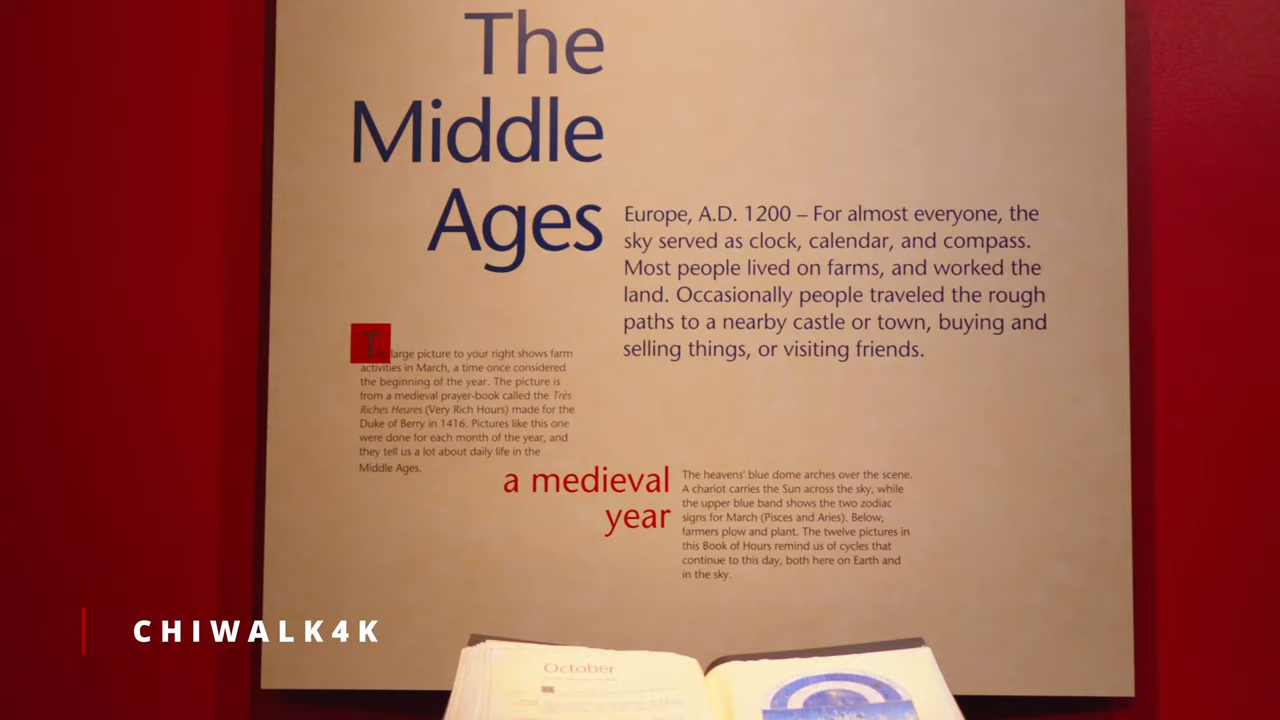 The
Middle
Ages
Europe, A.D. 1200 – For almost everyone, the
sky served as clock, calendar, and compass.
Most people lived on farms, and worked the
land. Occasionally people traveled the rough
paths to a nearby castle or town, buying and
selling things, or visiting friends.
The large picture to your right shows farm
activities in March, a time once considered
the beginning of the year. The picture is
from a medieval prayer-book called the Très
Riches Heures (Very Rich Hours) made for the
Duke of Berry in 1416. Pictures like this one
were done for each month of the year, and
they tell us a lot about daily life in the
Middle Ages.
a medieval
year
The heavens' blue dome arches over the scene.
A chariot carries the Sun across the sky, while
the upper blue band shows the two zodiac
signs for March (Pisces and Aries). Below,
farmers plow and plant. The twelve pictures in
this Book of Hours remind us of cycles that
continue to this day, both here on Earth and
in the sky.
CHIWALK4K
October